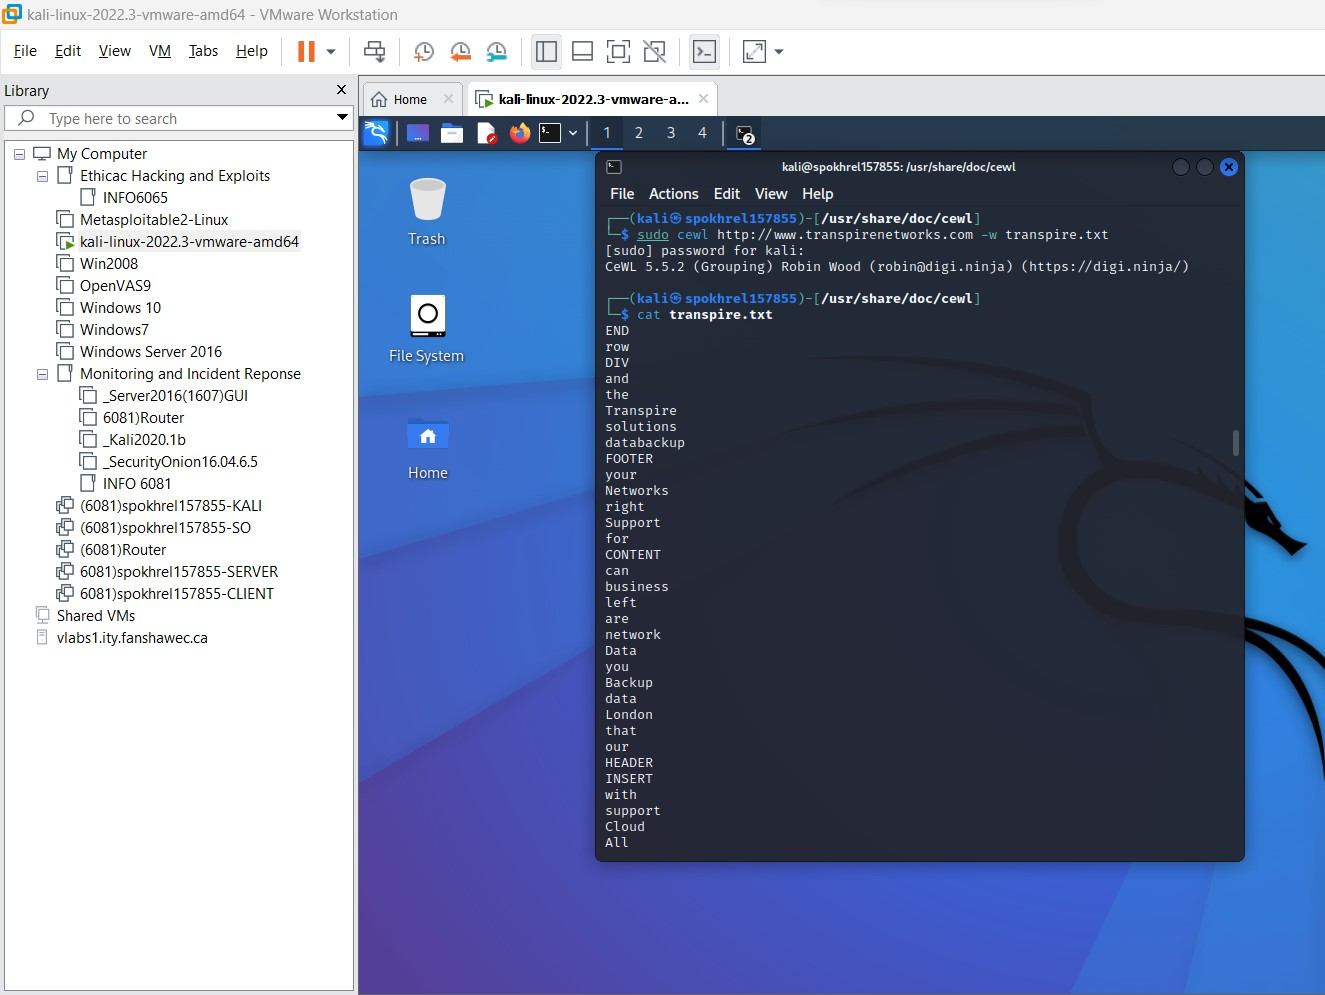 kali-linux-2022.3-vmware-amd64 - VMware Workstation
File Edit View VM Tabs Help
Library
Type here to search
My Computer
Ethicac Hacking and Exploits
INFO6065
Metasploitable2-Linux
kali-linux-2022.3-vmware-amd64
Win2008
OpenVAS9
Windows 10
Windows7
Windows Server 2016
Monitoring and Incident Reponse
_Server2016(1607)GUI
6081)Router
_Kali2020.1b
_SecurityOnion16.04.6.5
INFO 6081
(6081)spokhrel157855-KALI
(6081)spokhrel157855-SO
(6081)Router
6081)spokhrel157855-SERVER
6081)spokhrel157855-CLIENT
Shared VMs
vlabs1.ity.fanshawec.ca
Home
kali-linux-2022.3-vmware-a...
1 2 3 4 2
Trash
File System
Home
kali@spokhrel157855: /usr/share/doc/cewl
File Actions Edit View Help
┌──(kali㉿spokhrel157855)-[/usr/share/doc/cewl]
└─$ sudo cewl http://www.transpirenetworks.com -w transpire.txt
[sudo] password for kali:
CeWL 5.5.2 (Grouping) Robin Wood (robin@digi.ninja) (https://digi.ninja/)
┌──(kali㉿spokhrel157855)-[/usr/share/doc/cewl]
└─$ cat transpire.txt
END
row
DIV
and
the
Transpire
solutions
databackup
FOOTER
your
Networks
right
Support
for
CONTENT
can
business
left
are
network
Data
you
Backup
data
London
that
our
HEADER
INSERT
with
support
Cloud
All